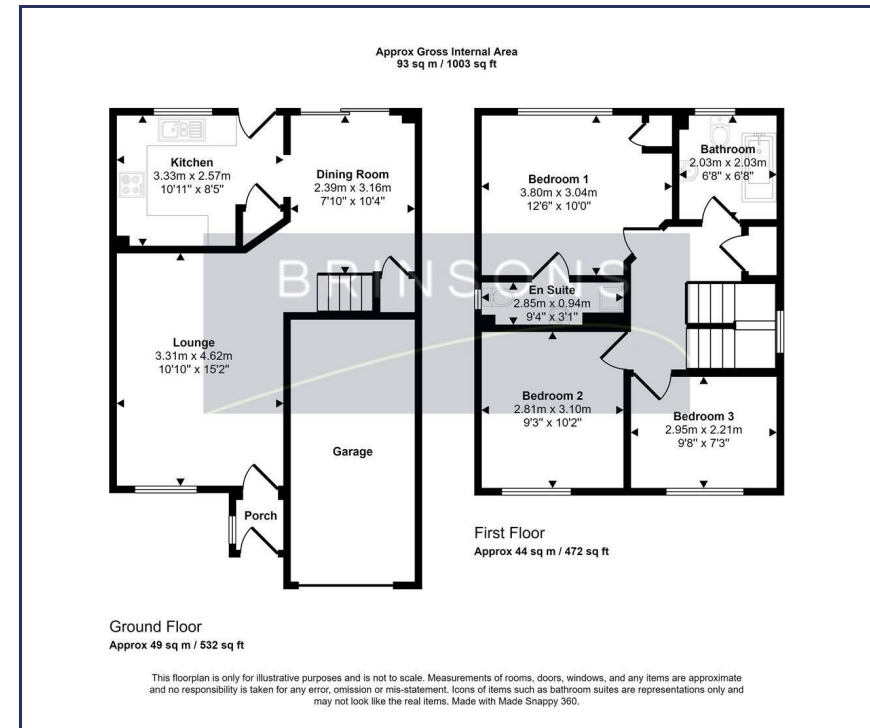 Approx Gross Internal Area
93 sq m / 1003 sq ft
Kitchen
3.33m x 2.57m
10'11" x 8'5"
Dining Room
2.39m x 3.16m
7'10" x 10'4"
Bedroom 1
3.80m x 3.04m
12'6" x 10'0"
Bathroom
2.03m x 2.03m
6'8" x 6'8"
BRINSONS
En Suite
2.85m x 0.94m
9'4" x 3'1"
Lounge
3.31m x 4.62m
10'10" x 15'2"
Bedroom 2
2.81m x 3.10m
9'3" x 10'2"
Bedroom 3
2.95m x 2.21m
9'8" x 7'3"
Garage
Porch
First Floor
Approx 44 sq m / 472 sq ft
Ground Floor
Approx 49 sq m / 532 sq ft
This floorplan is only for illustrative purposes and is not to scale. Measurements of rooms, doors, windows, and any items are approximate
and no responsibility is taken for any error, omission or mis-statement. Icons of items such as bathroom suites are representations only and
may not look like the real items. Made with Made Snappy 360.